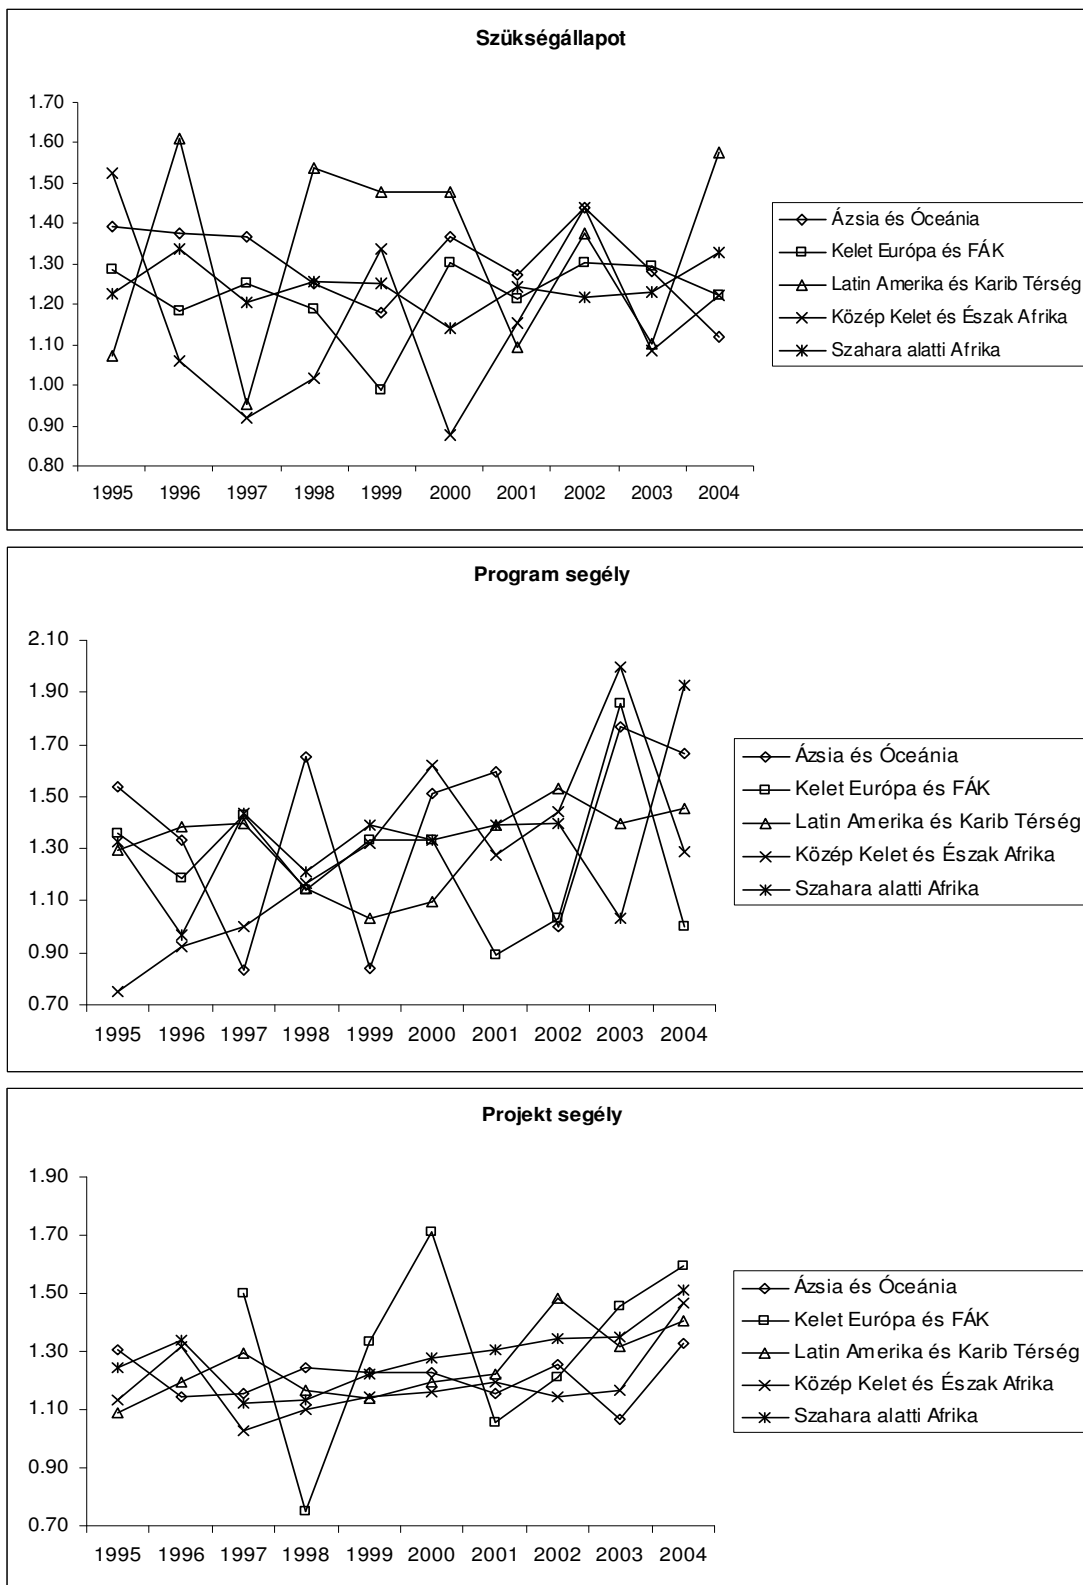 Szükségállapot
1.70
1.60
1.50
1.40
1.30
1.20
1.10
1.00
0.90
0.80
1995 1996 1997 1998 1999 2000 2001 2002 2003 2004
Ázsia és Óceánia
Kelet Európa és FÁK
Latin Amerika és Karib Térség
Közép Kelet és Észak Afrika
Szahara alatti Afrika
Program segély
2.10
1.90
1.70
1.50
1.30
1.10
0.90
0.70
1995 1996 1997 1998 1999 2000 2001 2002 2003 2004
Ázsia és Óceánia
Kelet Európa és FÁK
Latin Amerika és Karib Térség
Közép Kelet és Észak Afrika
Szahara alatti Afrika
Projekt segély
1.90
1.70
1.50
1.30
1.10
0.90
0.70
1995 1996 1997 1998 1999 2000 2001 2002 2003 2004
Ázsia és Óceánia
Kelet Európa és FÁK
Latin Amerika és Karib Térség
Közép Kelet és Észak Afrika
Szahara alatti Afrika